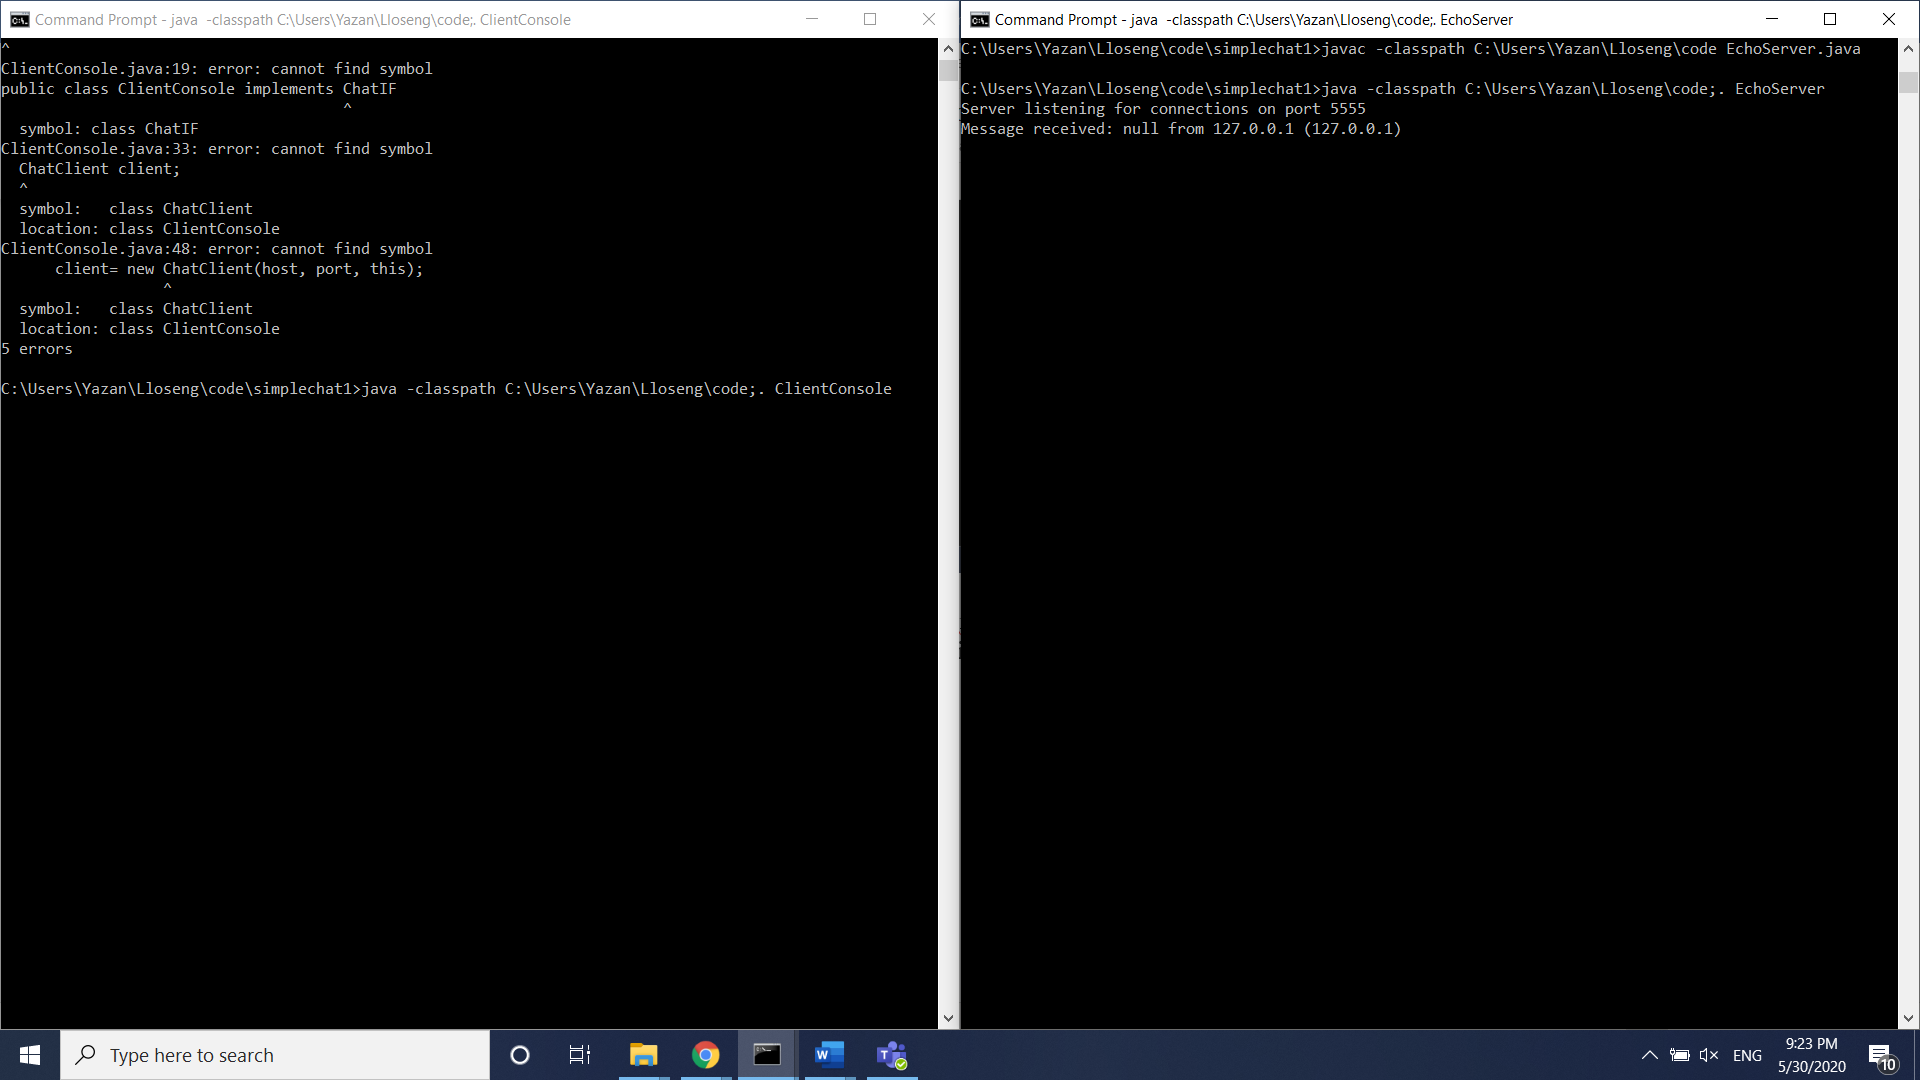 Command Prompt - java  -classpath C:\Users\Yazan\Lloseng\code;. ClientConsole
^
ClientConsole.java:19: error: cannot find symbol
public class ClientConsole implements ChatIF
                                      ^
  symbol: class ChatIF
ClientConsole.java:33: error: cannot find symbol
  ChatClient client;
  ^
  symbol:   class ChatClient
  location: class ClientConsole
ClientConsole.java:48: error: cannot find symbol
      client= new ChatClient(host, port, this);
                  ^
  symbol:   class ChatClient
  location: class ClientConsole
5 errors
C:\Users\Yazan\Lloseng\code\simplechat1>java -classpath C:\Users\Yazan\Lloseng\code;. ClientConsole
Command Prompt - java  -classpath C:\Users\Yazan\Lloseng\code;. EchoServer
C:\Users\Yazan\Lloseng\code\simplechat1>javac -classpath C:\Users\Yazan\Lloseng\code EchoServer.java
C:\Users\Yazan\Lloseng\code\simplechat1>java -classpath C:\Users\Yazan\Lloseng\code;. EchoServer
Server listening for connections on port 5555
Message received: null from 127.0.0.1 (127.0.0.1)
Type here to search
ENG
9:23 PM
5/30/2020
10